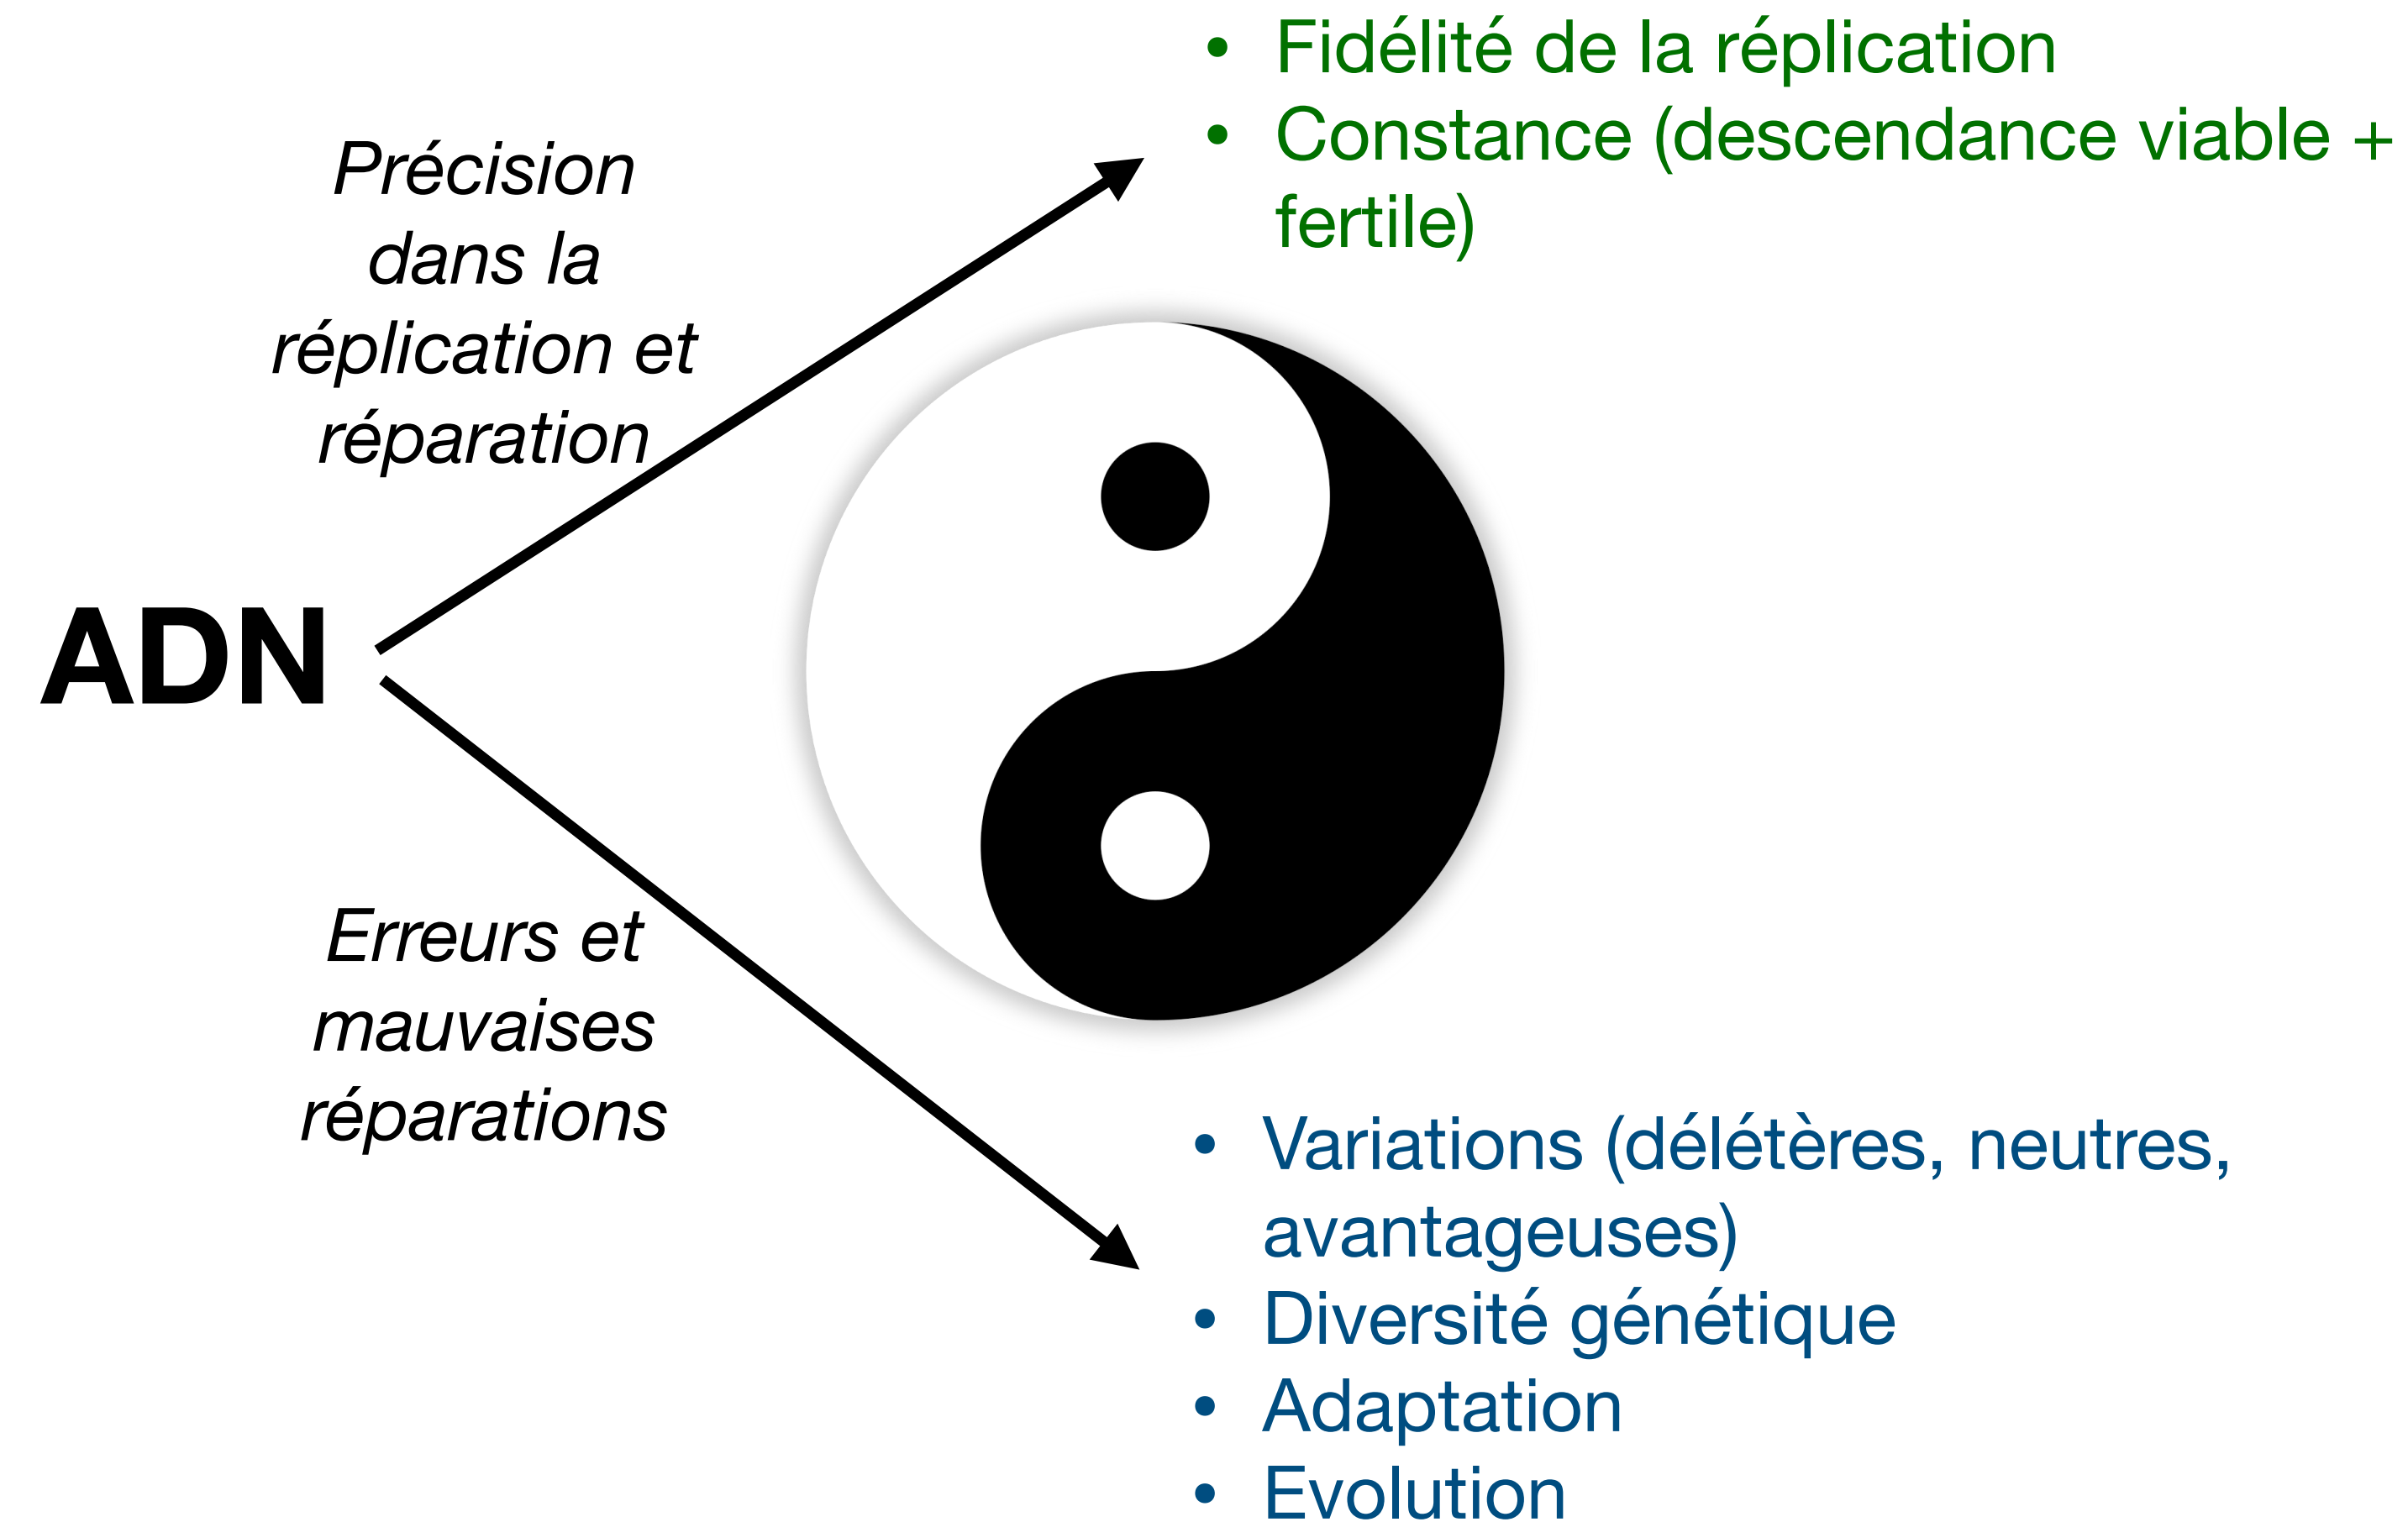 • Fidélité de la réplication
• Constance (descendance viable +
fertile)
Précision
dans la
réplication et
réparation
ADN
Erreurs et
mauvaises
réparations
• Variations (délétères, neutres,
avantageuses)
• Diversité génétique
• Adaptation
• Evolution